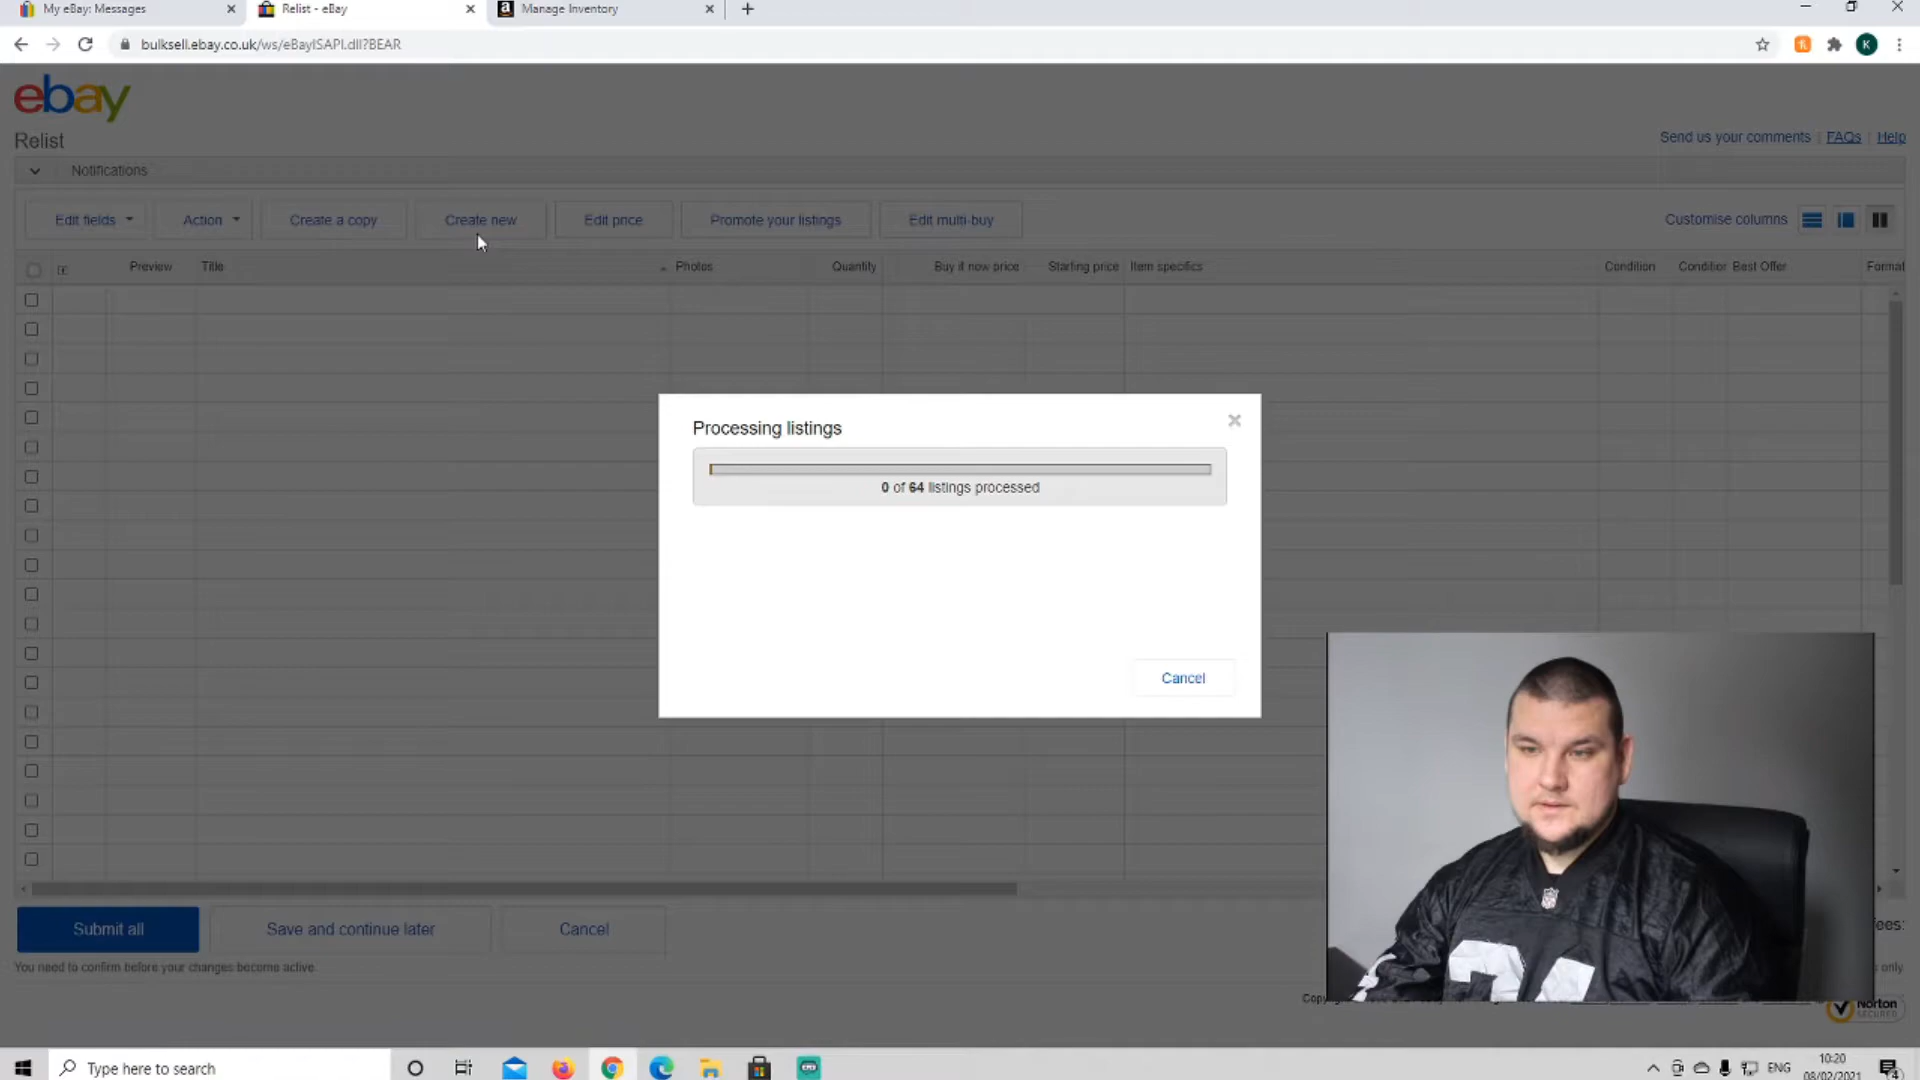 My eBay: Messages
Relist - eBay
Manage Inventory
bulksell.ebay.co.uk/ws/eBayISAPI.dll?BEAR
K
ebay
Relist
Send us your comments | FAQs | Help
Notifications
Edit fields
Action
Create a copy
Create new
Edit price
Promote your listings
Edit multi-buy
Customise columns
Preview
Title
Photos
Quantity
Buy it now price
Starting price
Item specifics
Condition
Condition
Best Offer
Format
Processing listings
0 of 64 listings processed
Cancel
Submit all
Save and continue later
Cancel
ees:
You need to confirm before your changes become active.
only
Norton
SECURED
Type here to search
ENG
10:20
08/02/2021
4